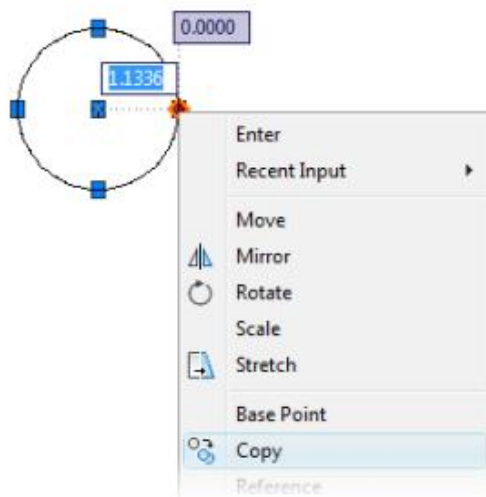 0.0000
1.1336
Enter
Recent Input
Move
Mirror
Rotate
Scale
Stretch
Base Point
Copy
Reference